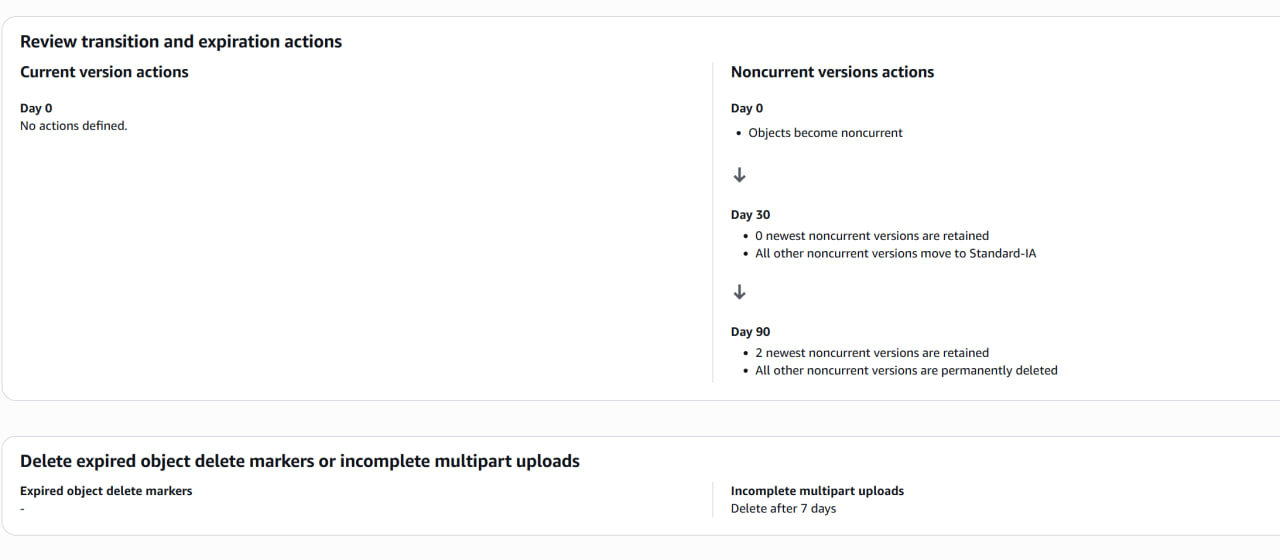 Review transition and expiration actions
Current version actions
Day 0
No actions defined.
Noncurrent versions actions
Day 0
• Objects become noncurrent
↓
Day 30
• 0 newest noncurrent versions are retained
• All other noncurrent versions move to Standard-IA
↓
Day 90
• 2 newest noncurrent versions are retained
• All other noncurrent versions are permanently deleted
Delete expired object delete markers or incomplete multipart uploads
Expired object delete markers
-
Incomplete multipart uploads
Delete after 7 days